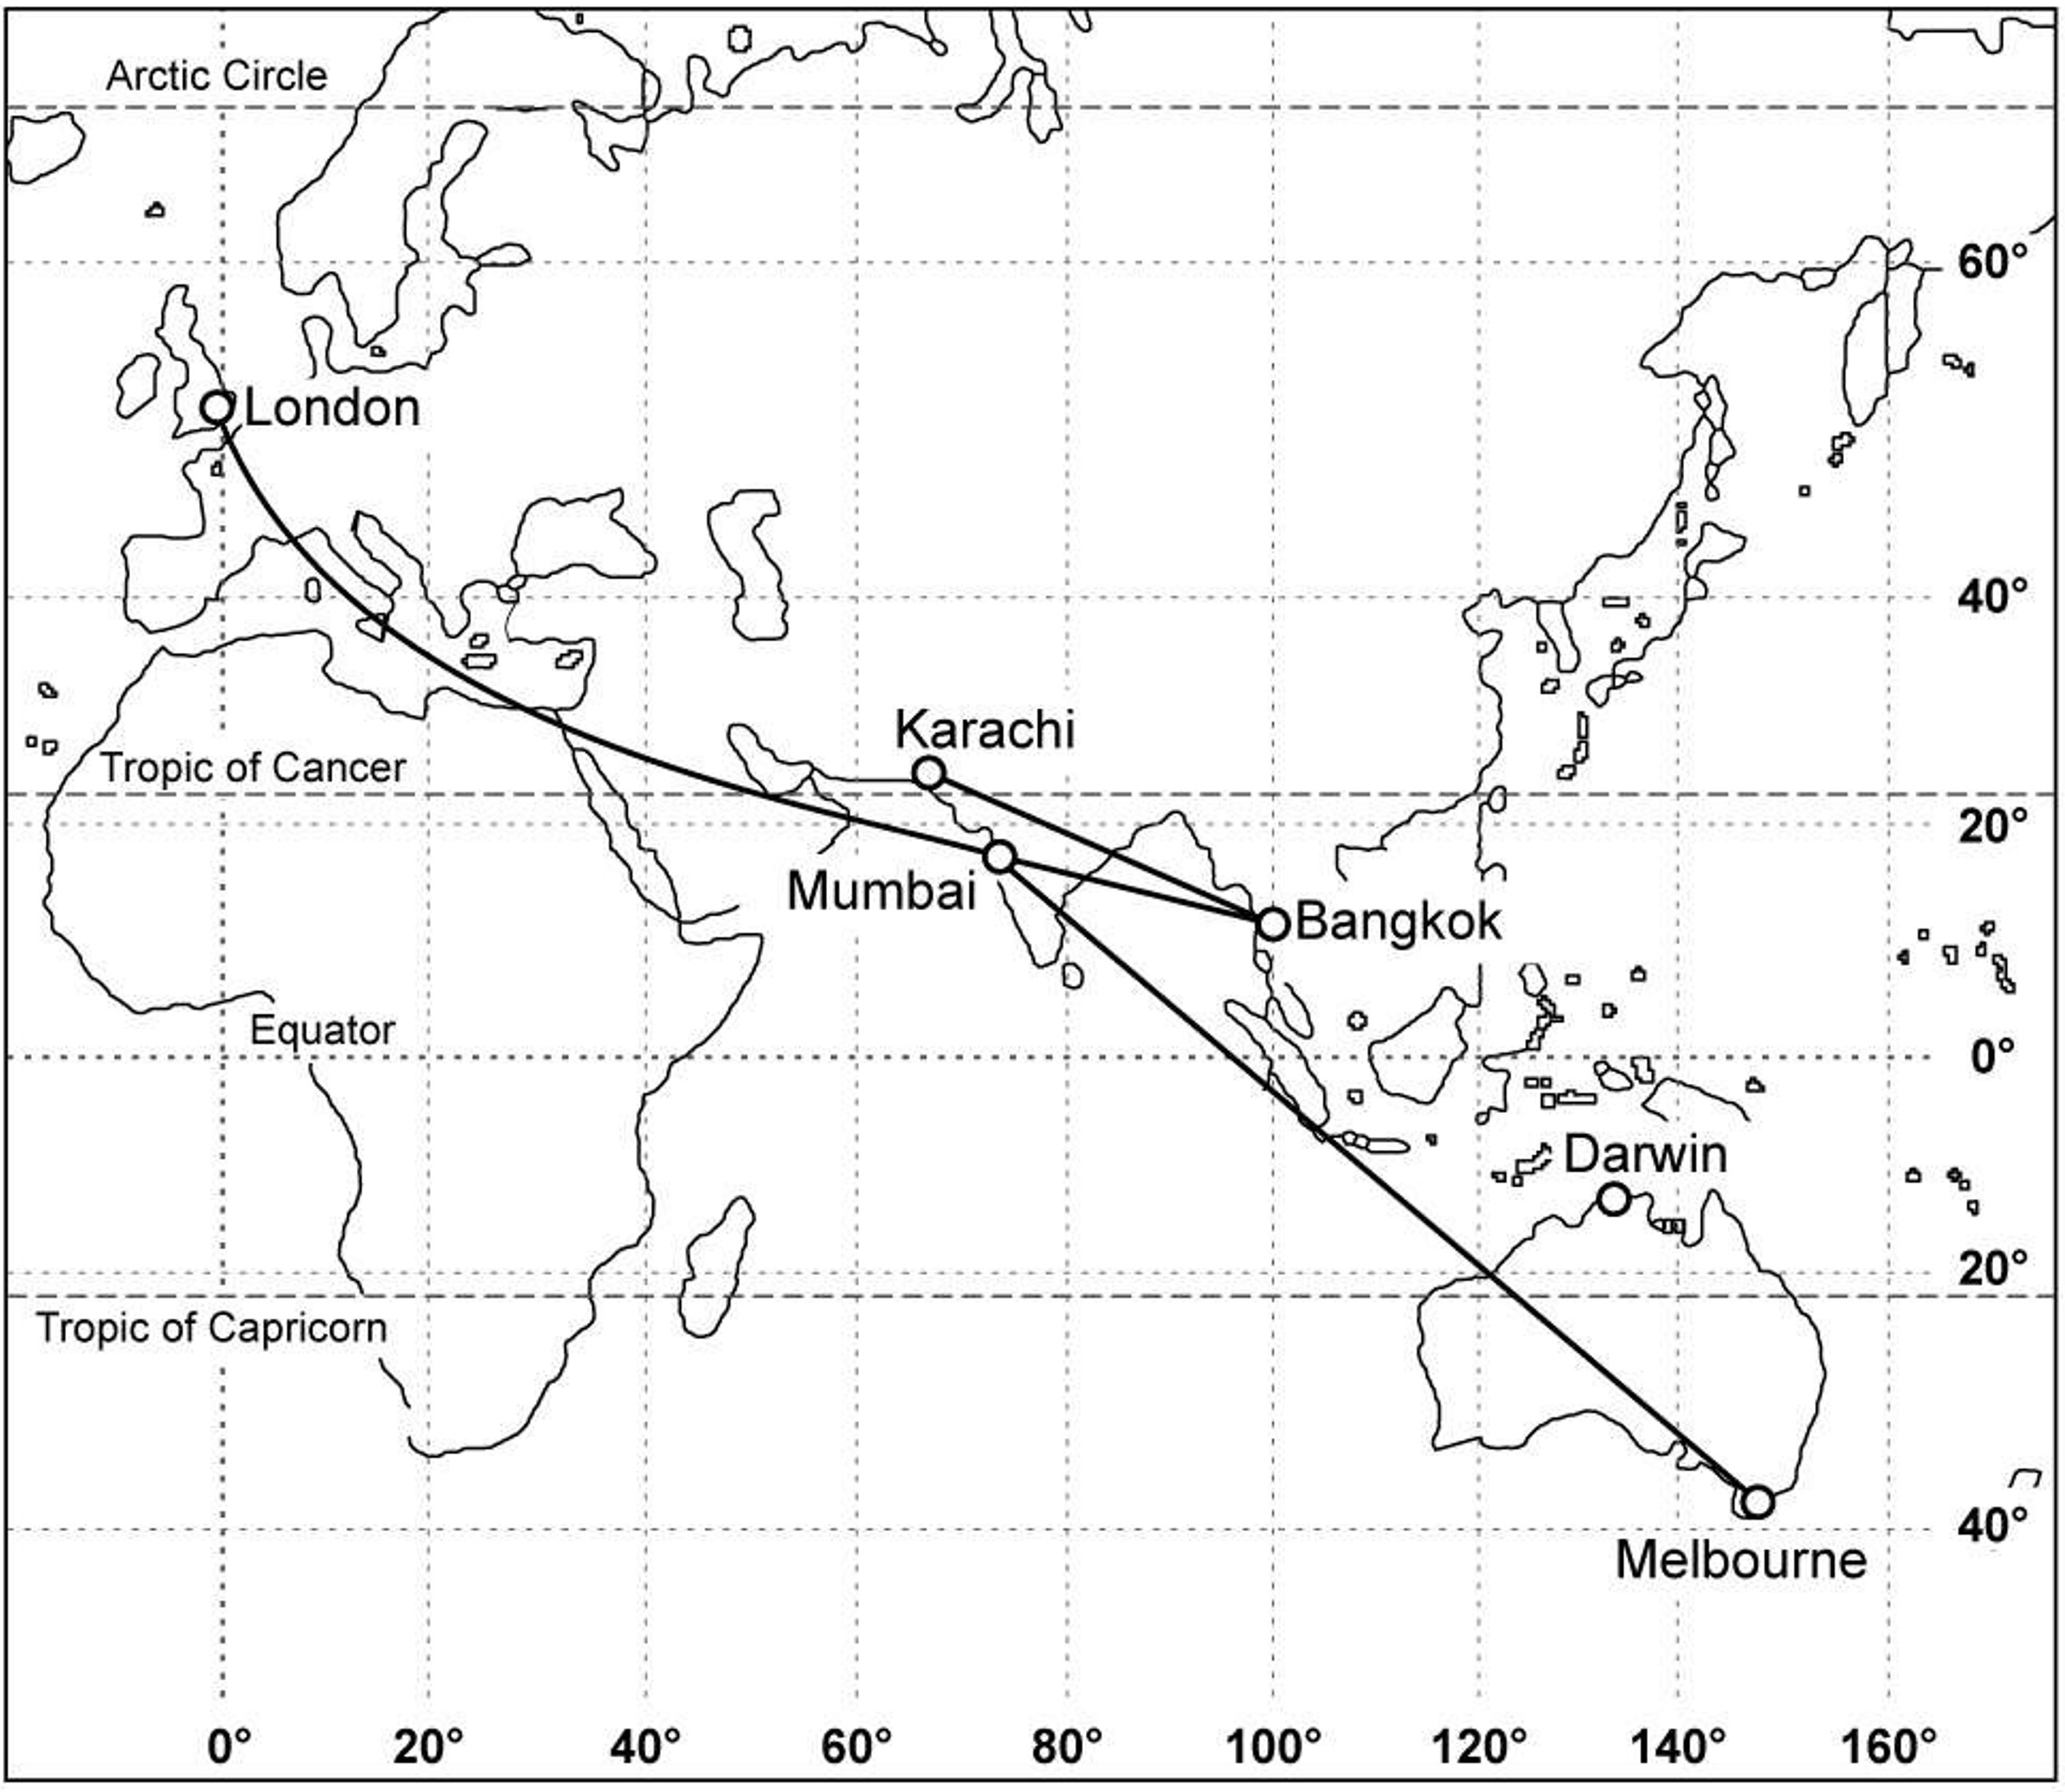 Arctic Circle
60°
London
40°
Karachi
Tropic of Cancer
20°
Mumbai
Bangkok
Equator
0°
Darwin
20°
Tropic of Capricorn
40°
Melbourne
0° 20° 40° 60° 80° 100° 120° 140° 160°